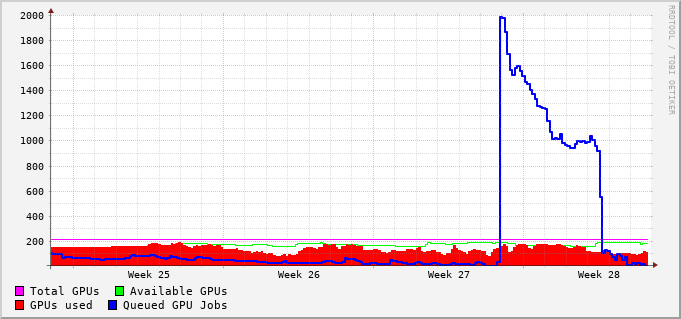 2000
1800
1600
1400
1200
1000
800
600
400
200
Week 25 Week 26 Week 27 Week 28
Total GPUs Available GPUs
GPUs used Queued GPU Jobs
RRDTOOL / TOBI OETIKER